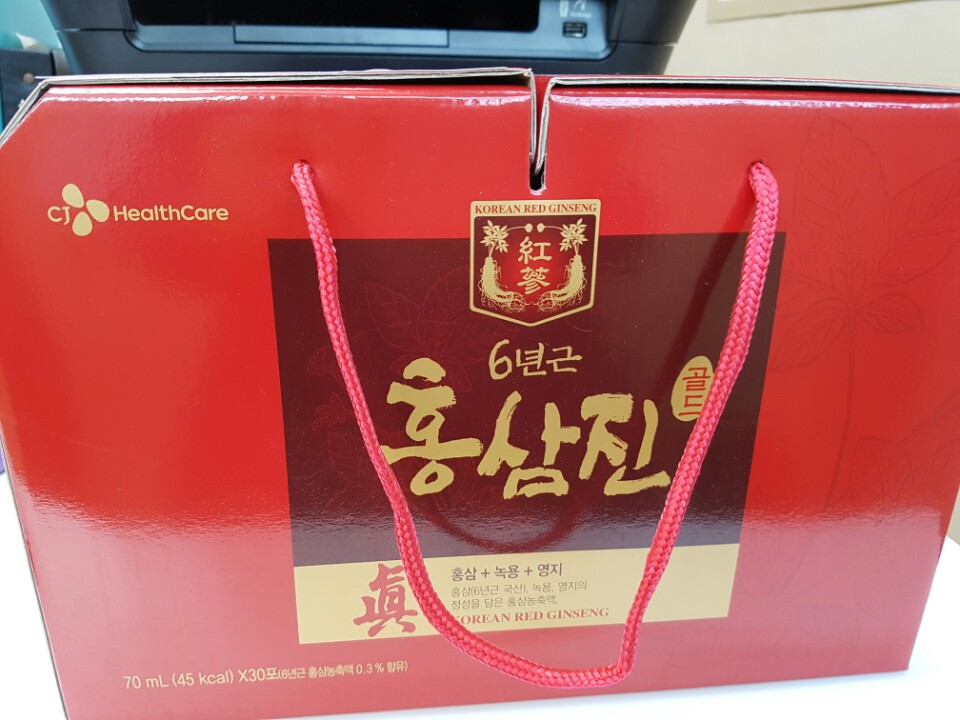 CJ HealthCare
KOREAN RED GINSENG
紅
蔘
6년근
홍삼진
골드
眞
홍삼 + 녹용 + 영지
홍삼(6년근 국산), 녹용, 영지의
정성을 담은 홍삼농축액.
KOREAN RED GINSENG
70 mL (45 kcal) X30포(6년근 홍삼농축액 0.3 % 함유)